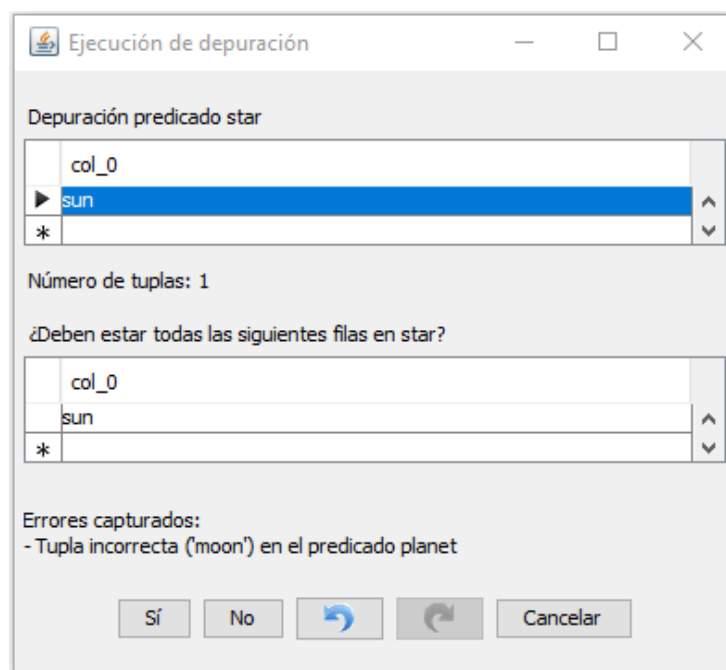 Ejecución de depuración
Depuración predicado star
col_0
sun
*
Número de tuplas: 1
¿Deben estar todas las siguientes filas en star?
col_0
sun
*
Errores capturados:
- Tupla incorrecta ('moon') en el predicado planet
Sí No Cancelar